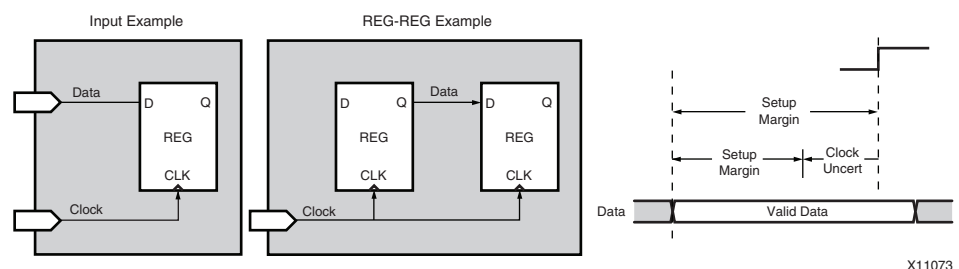 Input Example
REG-REG Example
Data
D
Q
REG
CLK
Clock
D
Q
REG
CLK
Data
D
Q
REG
CLK
Clock
Setup
Margin
Setup
Margin
Clock
Uncert
Data
Valid Data
X11073